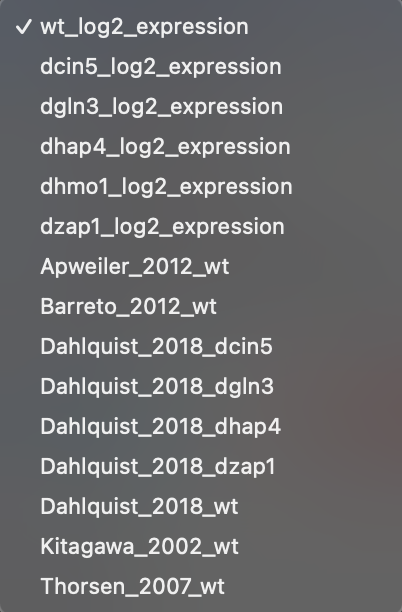 wt_log2_expression
dcin5_log2_expression
dgln3_log2_expression
dhap4_log2_expression
dhmo1_log2_expression
dzap1_log2_expression
Apweiler_2012_wt
Barreto_2012_wt
Dahlquist_2018_dcin5
Dahlquist_2018_dgln3
Dahlquist_2018_dhap4
Dahlquist_2018_dzap1
Dahlquist_2018_wt
Kitagawa_2002_wt
Thorsen_2007_wt